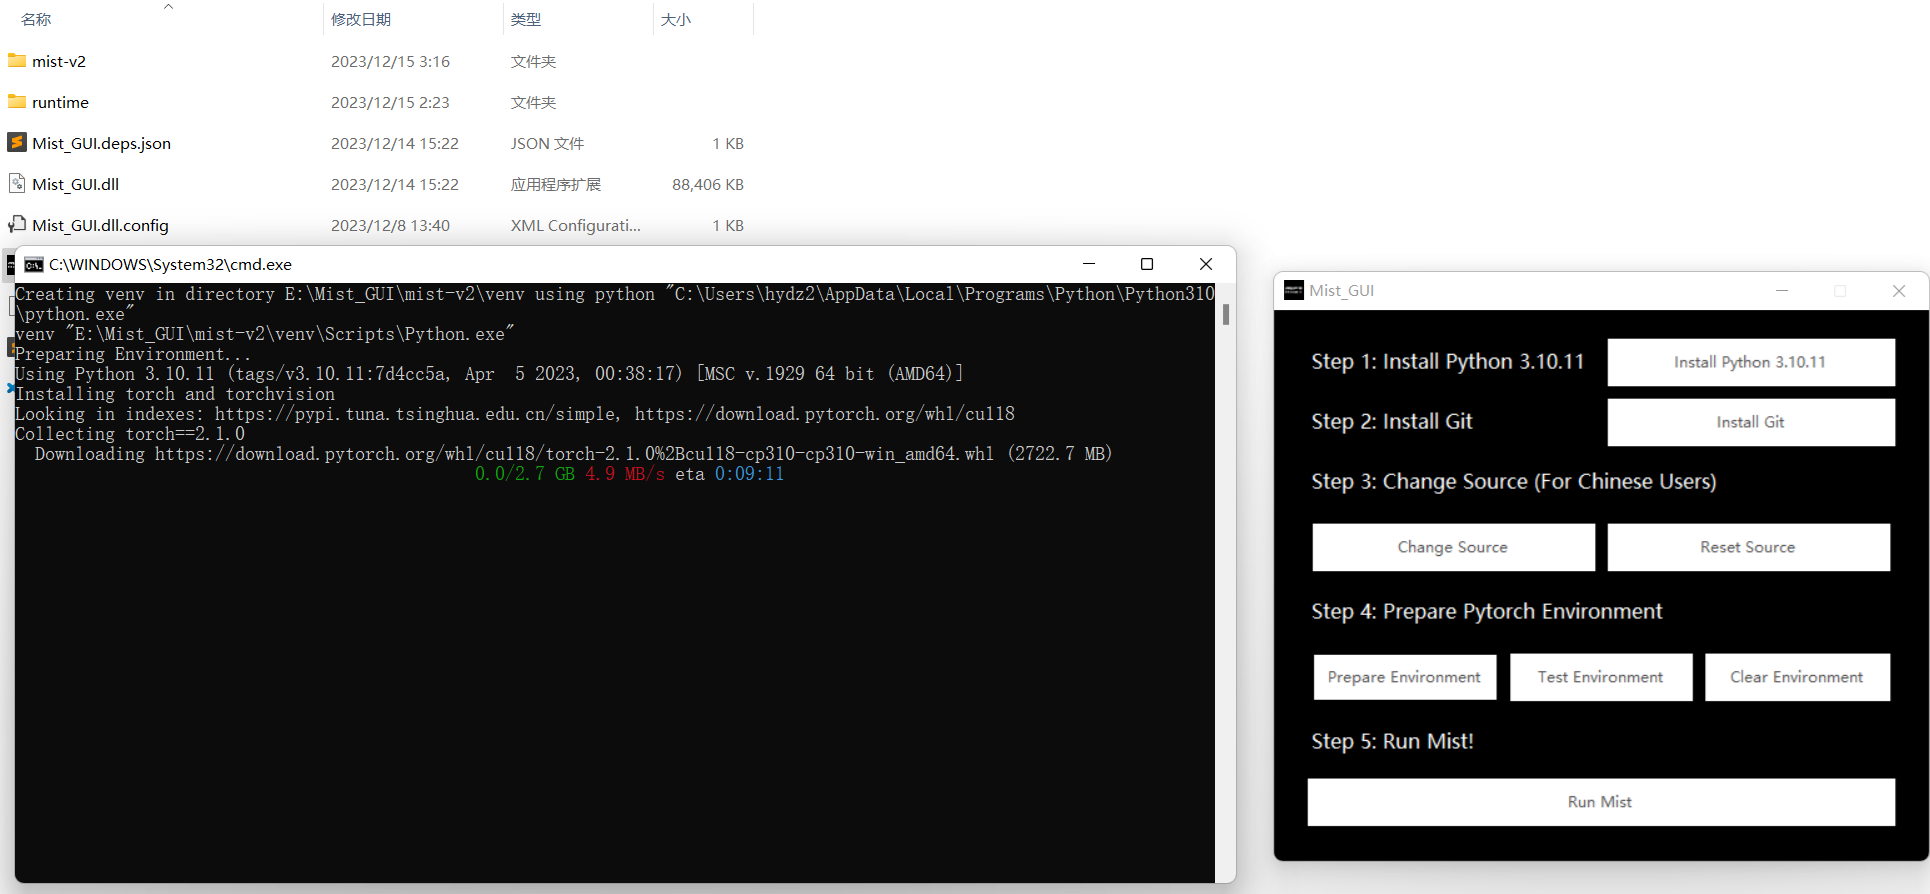 名称 修改日期 类型 大小
mist-v2 2023/12/15 3:16 文件夹
runtime 2023/12/15 2:23 文件夹
Mist_GUI.deps.json 2023/12/14 15:22 JSON 文件 1 KB
Mist_GUI.dll 2023/12/14 15:22 应用程序扩展 88,406 KB
Mist_GUI.dll.config 2023/12/8 13:40 XML Configurati... 1 KB
C:\WINDOWS\System32\cmd.exe
Creating venv in directory E:\Mist_GUI\mist-v2\venv using python "C:\Users\hydz2\AppData\Local\Programs\Python\Python310
\python.exe"
venv "E:\Mist_GUI\mist-v2\venv\Scripts\Python.exe"
Preparing Environment...
Using Python 3.10.11 (tags/v3.10.11:7d4cc5a, Apr  5 2023, 00:38:17) [MSC v.1929 64 bit (AMD64)]
Installing torch and torchvision
Looking in indexes: https://pypi.tuna.tsinghua.edu.cn/simple, https://download.pytorch.org/whl/cu118
Collecting torch==2.1.0
Downloading https://download.pytorch.org/whl/cu118/torch-2.1.0%2Bcu118-cp310-cp310-win_amd64.whl (2722.7 MB)
0.0/2.7 GB 4.9 MB/s eta 0:09:11
Mist_GUI
Step 1: Install Python 3.10.11 Install Python 3.10.11
Step 2: Install Git Install Git
Step 3: Change Source (For Chinese Users)
Change Source Reset Source
Step 4: Prepare Pytorch Environment
Prepare Environment Test Environment Clear Environment
Step 5: Run Mist!
Run Mist